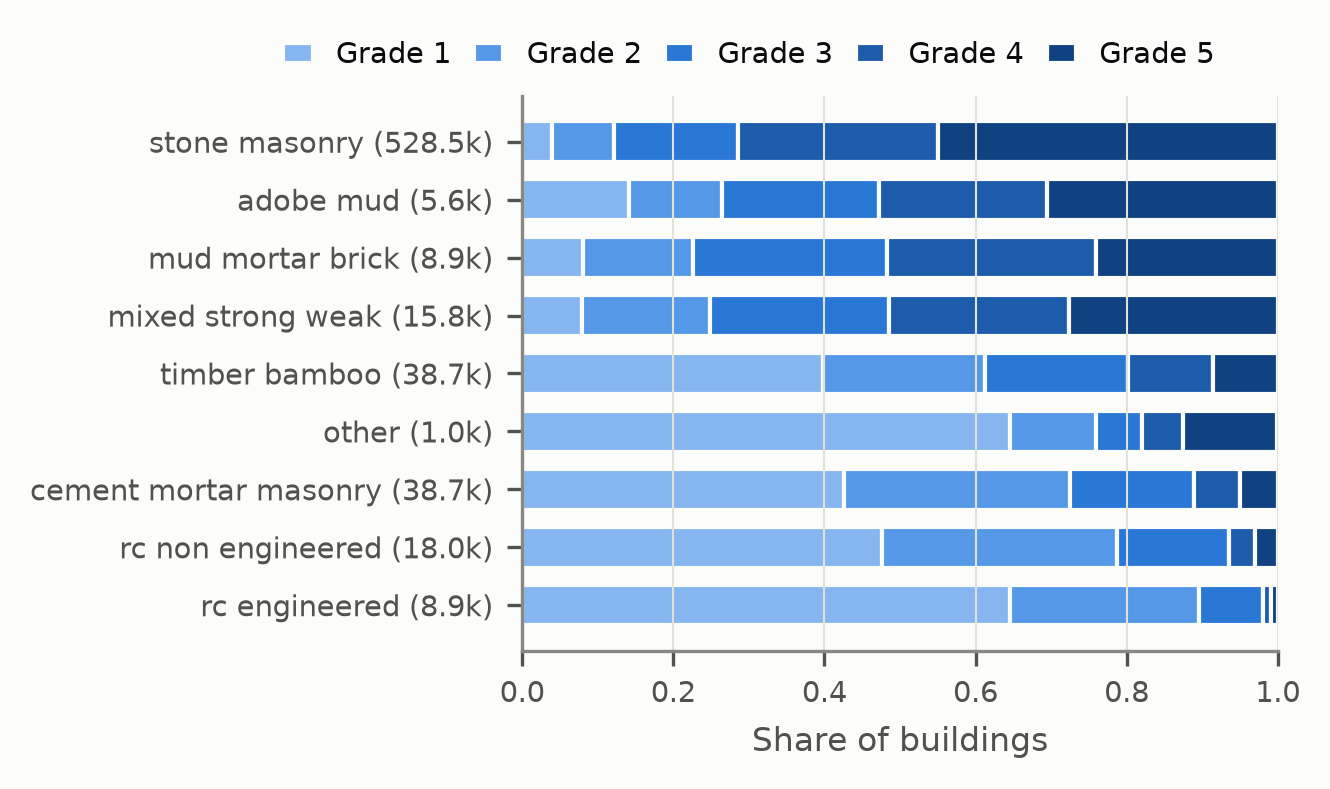 Grade 1 Grade 2 Grade 3 Grade 4 Grade 5
stone masonry (528.5k)
adobe mud (5.6k)
mud mortar brick (8.9k)
mixed strong weak (15.8k)
timber bamboo (38.7k)
other (1.0k)
cement mortar masonry (38.7k)
rc non engineered (18.0k)
rc engineered (8.9k)
0.0 0.2 0.4 0.6 0.8 1.0
Share of buildings